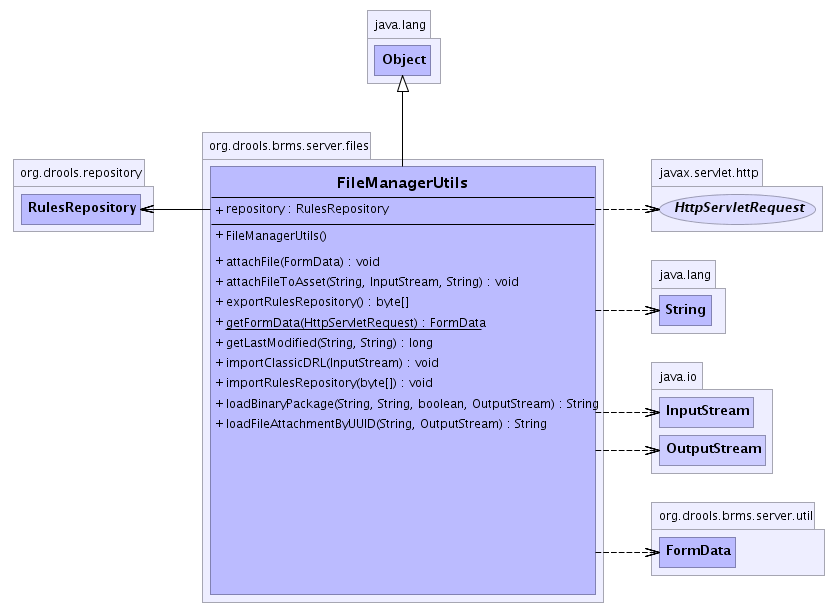 java.lang
Object
org.drools.brms.server.files
org.drools.repository
RulesRepository
FileManagerUtils
+ repository : RulesRepository
+ FileManagerUtils()
+ attachFile(FormData) : void
+ attachFileToAsset(String, InputStream, String) : void
+ exportRulesRepository() : byte[]
+ getFormData(HttpServletRequest) : FormData
+ getLastModified(String, String) : long
+ importClassicDRL(InputStream) : void
+ importRulesRepository(byte[]) : void
+ loadBinaryPackage(String, String, boolean, OutputStream) : String
+ loadFileAttachmentByUUID(String, OutputStream) : String
javax.servlet.http
HttpServletRequest
java.lang
String
java.io
InputStream
OutputStream
org.drools.brms.server.util
FormData